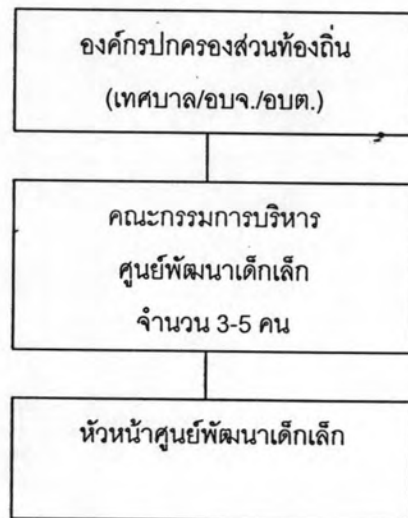 องค์กรปกครองส่วนท้องถิ่น
(เทศบาล/อบจ./อบต.)
คณะกรรมการบริหาร
ศูนย์พัฒนาเด็กเล็ก
จำนวน 3-5 คน
หัวหน้าศูนย์พัฒนาเด็กเล็ก